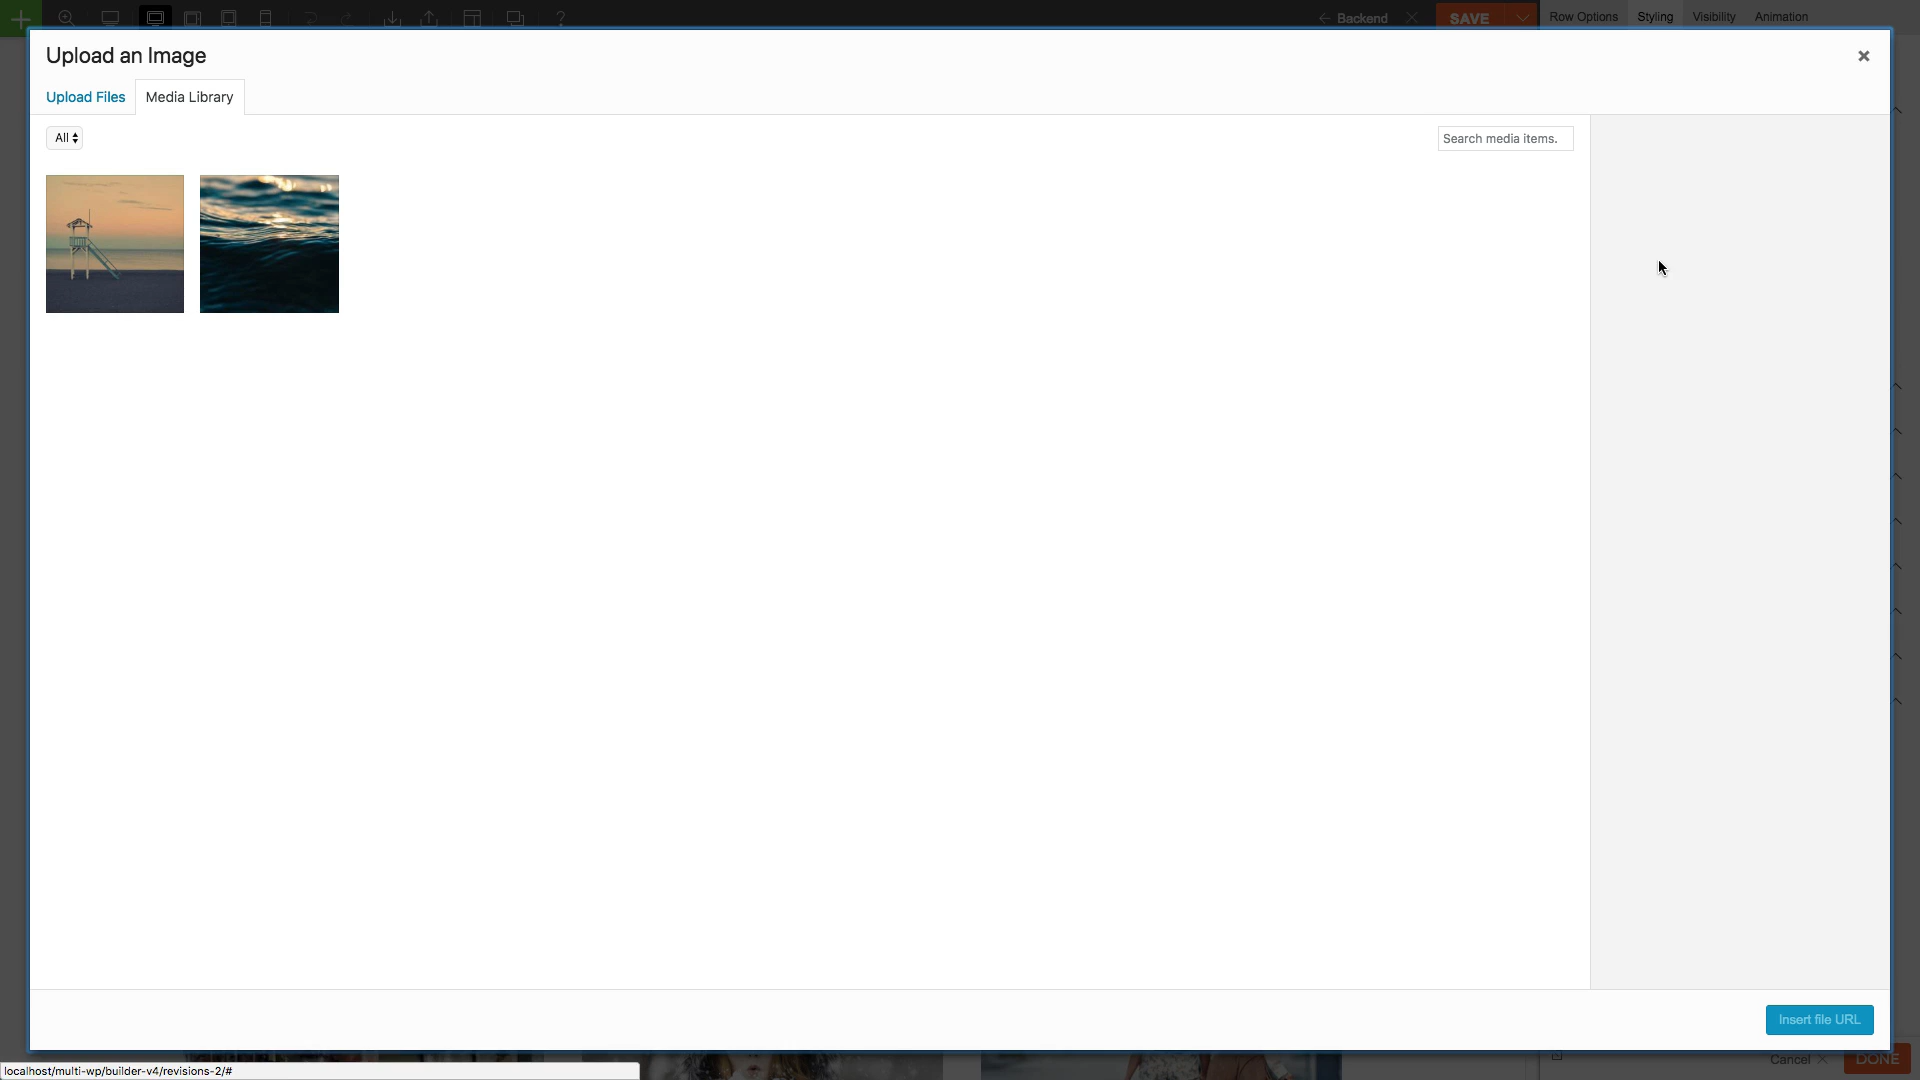 Backend
SAVE
Row Options
Styling
Visibility
Animation
Upload an Image
Upload Files
Media Library
All
Search media items.
Insert file URL
Cancel
DONE
localhost/multi-wp/builder-v4/revisions-2/#